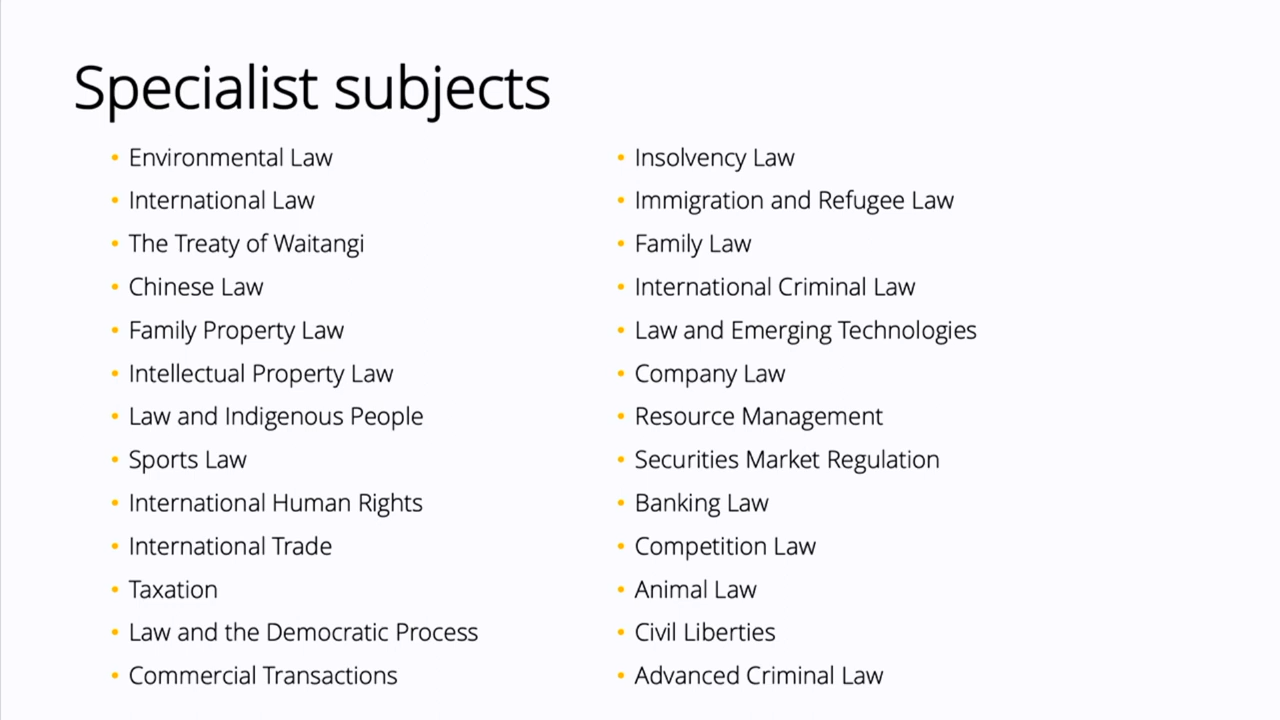 Specialist subjects
• Environmental Law
• International Law
• The Treaty of Waitangi
• Chinese Law
• Family Property Law
• Intellectual Property Law
• Law and Indigenous People
• Sports Law
• International Human Rights
• International Trade
• Taxation
• Law and the Democratic Process
• Commercial Transactions
• Insolvency Law
• Immigration and Refugee Law
• Family Law
• International Criminal Law
• Law and Emerging Technologies
• Company Law
• Resource Management
• Securities Market Regulation
• Banking Law
• Competition Law
• Animal Law
• Civil Liberties
• Advanced Criminal Law